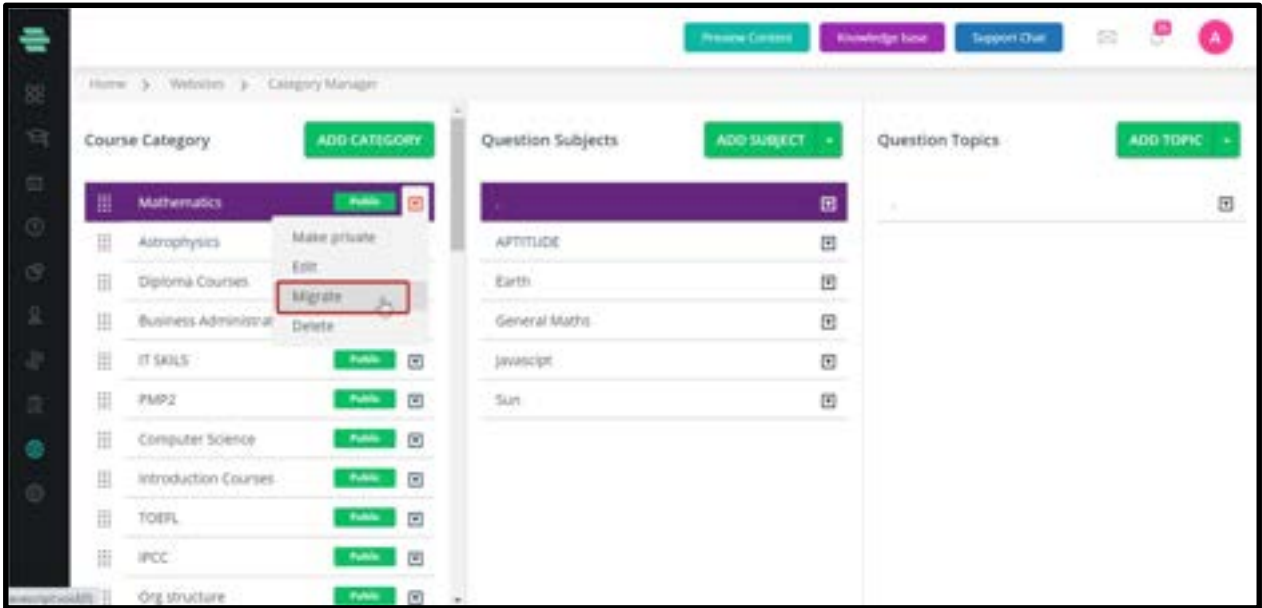 Preview Content Knowledge base Support Chat
A
Home > Websites > Category Manager
Course Category ADD CATEGORY
Mathematics Public
Astrophysics
Diploma Courses
Business Administrat
IT SKILS Public
PMP2 Public
Computer Science Public
Introduction Courses Public
TOEFL Public
IPCC Public
Org structure Public
Make private
Edit
Migrate
Delete
Question Subjects ADD SUBJECT
.
APTITUDE
Earth
General Maths
Javascipt
Sun
Question Topics ADD TOPIC
.